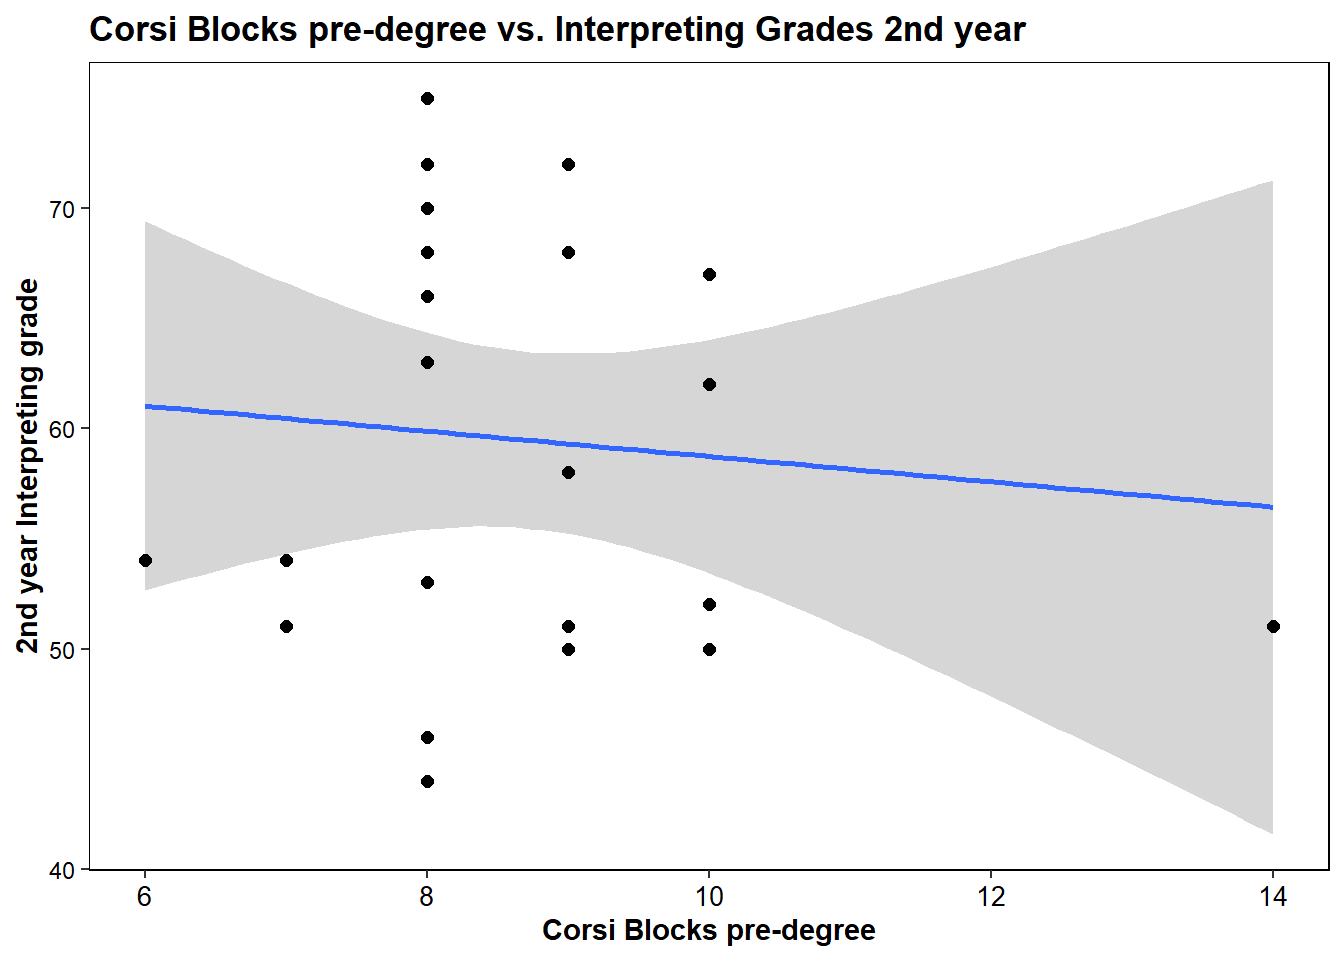 Corsi Blocks pre-degree vs. Interpreting Grades 2nd year
2nd year Interpreting grade
70
60
50
40
6 8 10 12 14
Corsi Blocks pre-degree